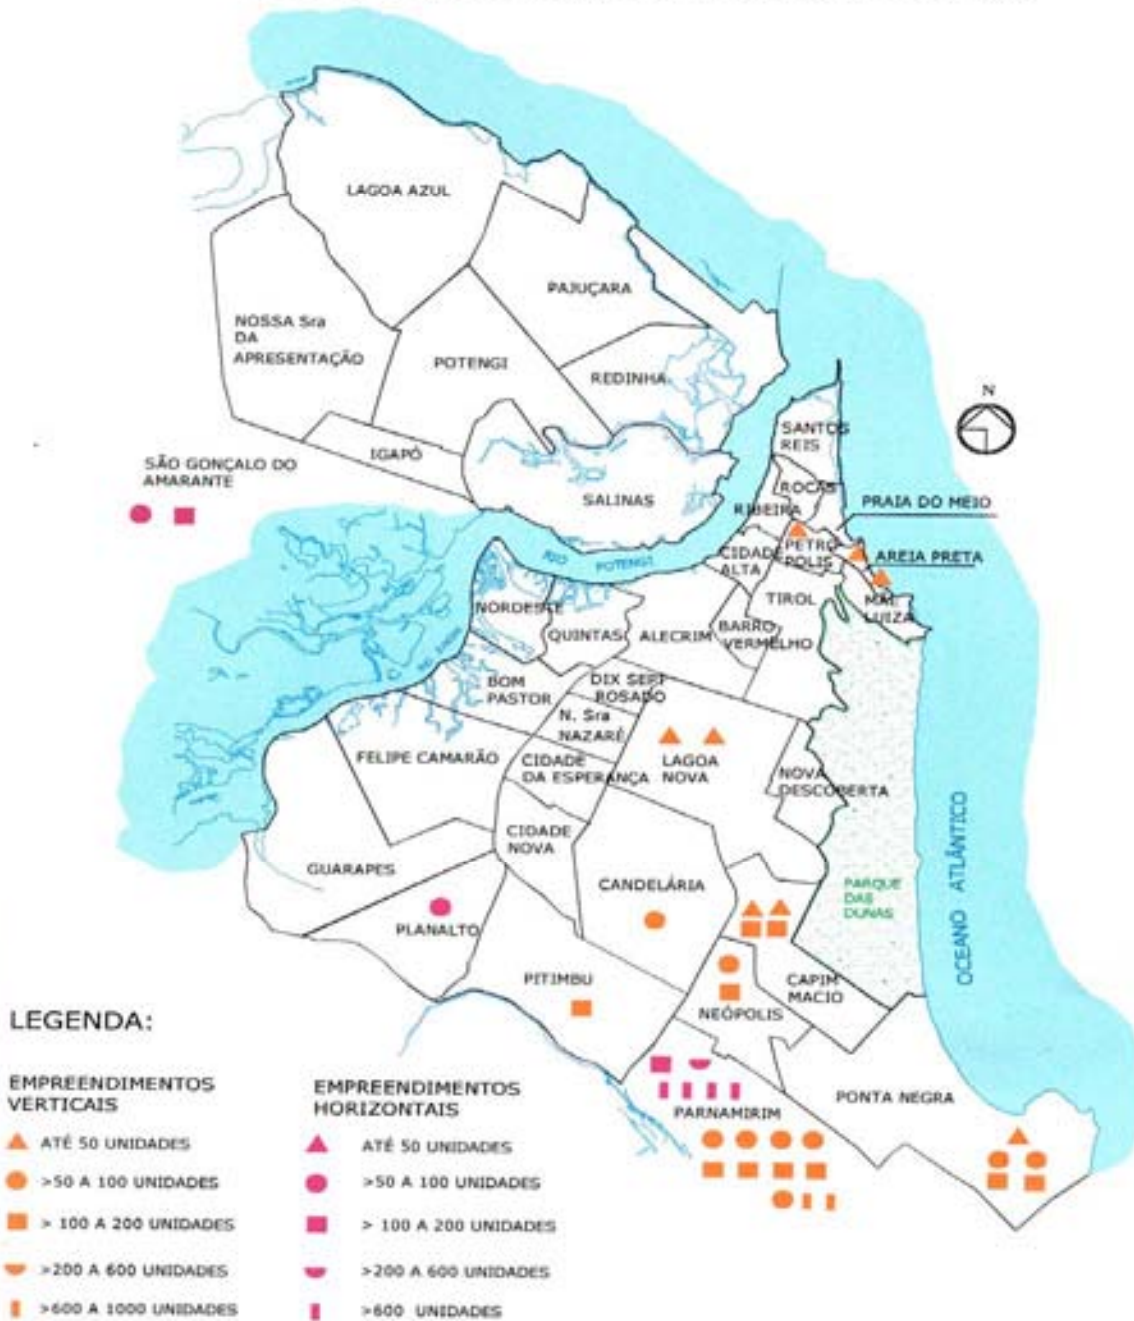 LAGOA AZUL
PAJUÇARA
NOSSA Sra
DA
APRESENTAÇÃO
POTENGI
REDINHA
N
SANTOS
REIS
IGAPÓ
SÃO GONÇALO DO
AMARANTE
ROCAS
SALINAS
RIBEIRA
PRAIA DO MEIO
RIO POTENGI
CIDADE
ALTA
PETRO
POLIS
AREIA PRETA
NORDESTE
TIROL
MAE
LUIZA
QUINTAS
ALECRIM
BARRO
VERMELHO
BOM
PASTOR
DIX SEPT
ROSADO
N. Sra
NAZARÉ
FELIPE CAMARÃO
CIDADE
DA ESPERANÇA
LAGOA
NOVA
NOVA
DESCOBERTA
CIDADE
NOVA
GUARAPES
CANDELÁRIA
PARQUE
DAS
DUNAS
OCEANO ATLÂNTICO
PLANALTO
PITIMBU
CAPIM
MACIO
NEÓPOLIS
PONTA NEGRA
PARNAMIRIM
LEGENDA:
EMPREENDIMENTOS
VERTICAIS
ATÉ 50 UNIDADES
>50 A 100 UNIDADES
> 100 A 200 UNIDADES
>200 A 600 UNIDADES
>600 A 1000 UNIDADES
EMPREENDIMENTOS
HORIZONTAIS
ATÉ 50 UNIDADES
>50 A 100 UNIDADES
> 100 A 200 UNIDADES
>200 A 600 UNIDADES
>600 UNIDADES